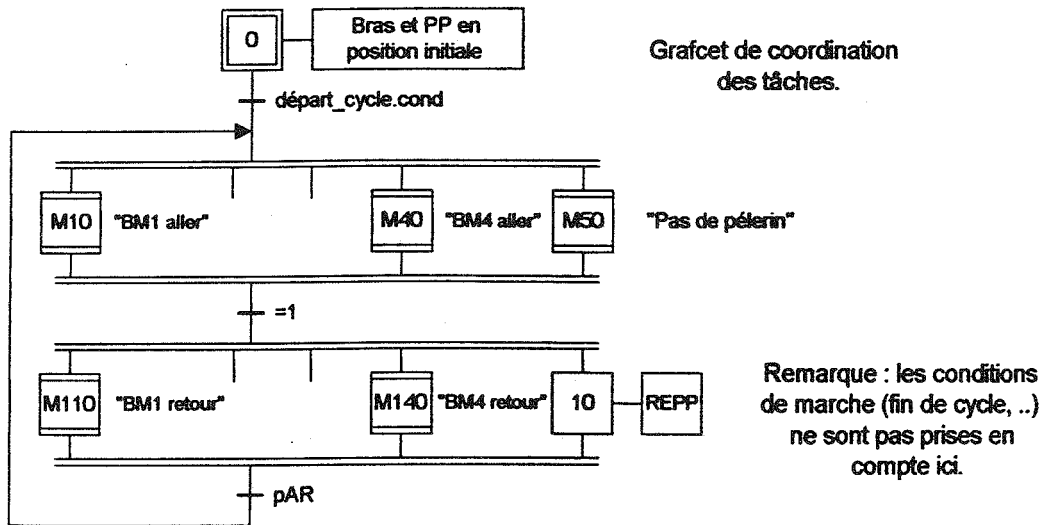 0
Bras et PP en
position initiale
Grafcet de coordination
des tâches.
départ_cycle.cond
M10 "BM1 aller"
M40 "BM4 aller"
M50 "Pas de pélerin"
=1
M110 "BM1 retour"
M140 "BM4 retour"
10
REPP
Remarque : les conditions
de marche (fin de cycle, ..)
ne sont pas prises en
compte ici.
pAR